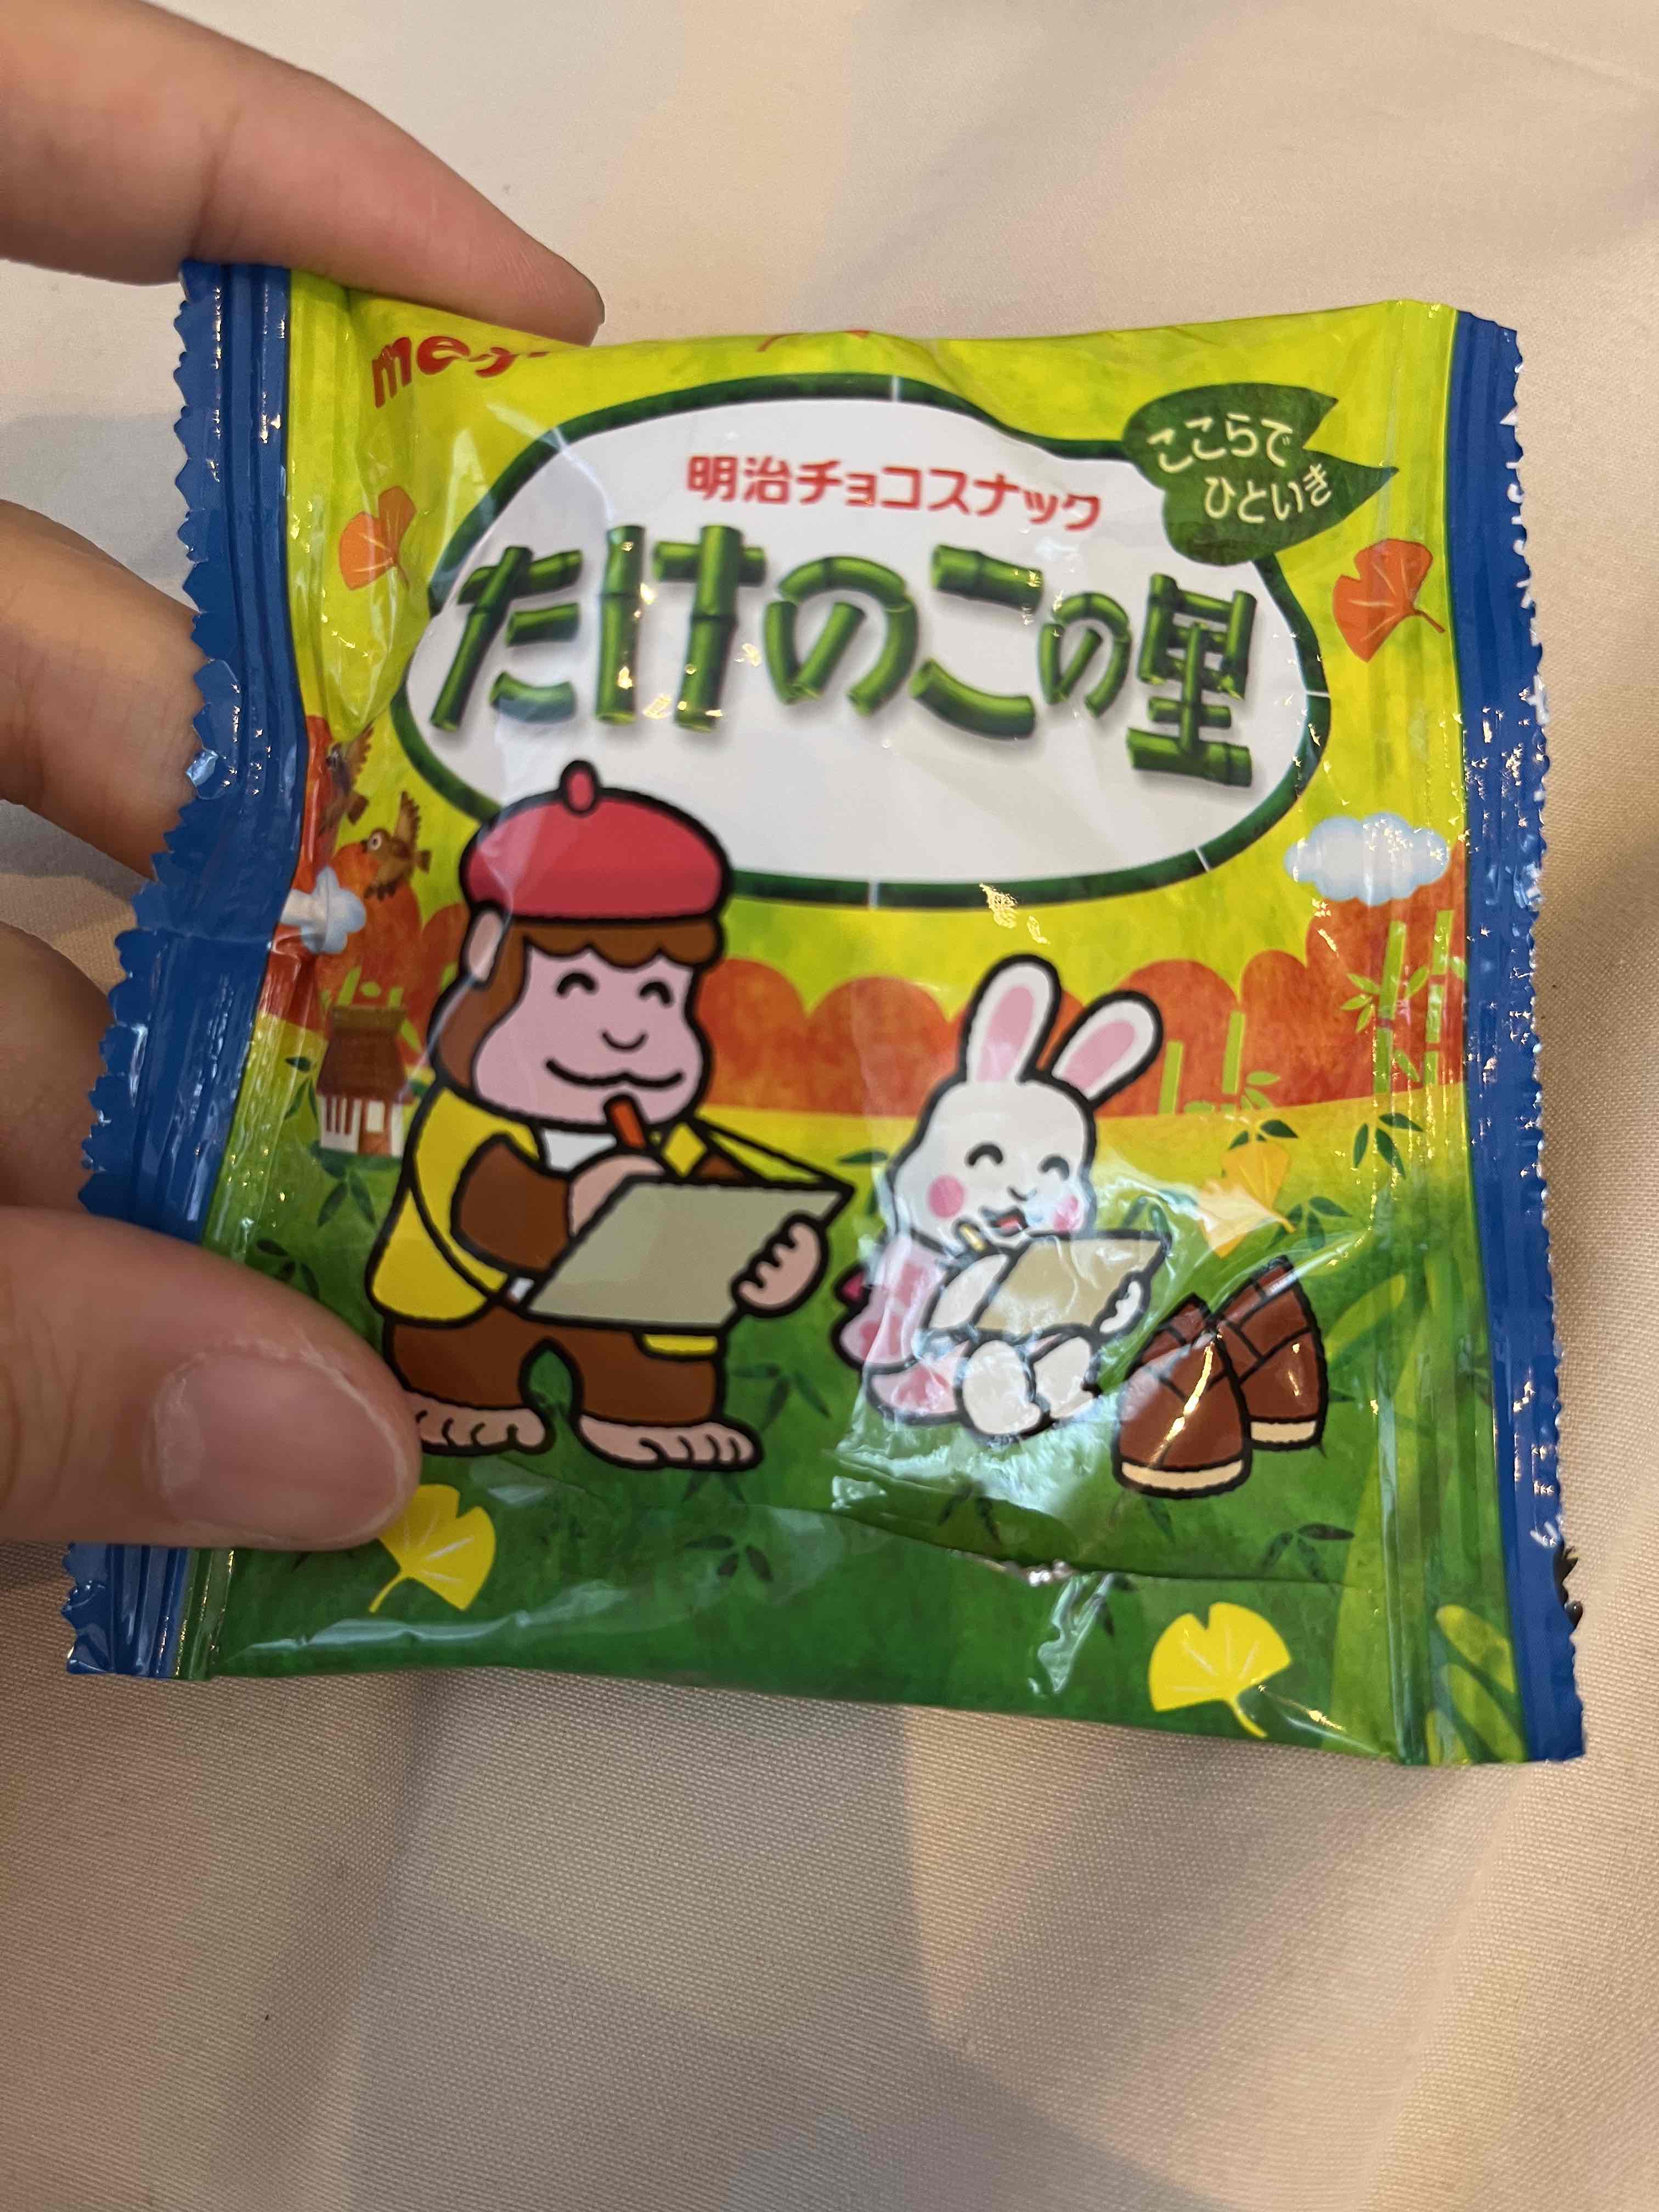 meiji
明治チョコスナック
たけのこの里
ここらで
ひといき